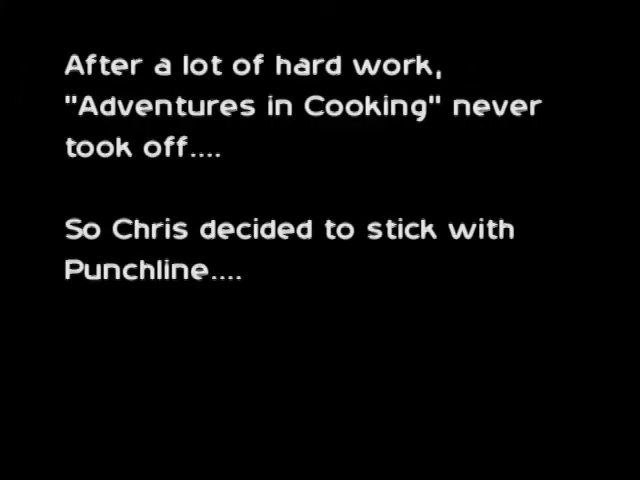 After a lot of hard work,
"Adventures in Cooking" never
took off....
So Chris decided to stick with
Punchline....